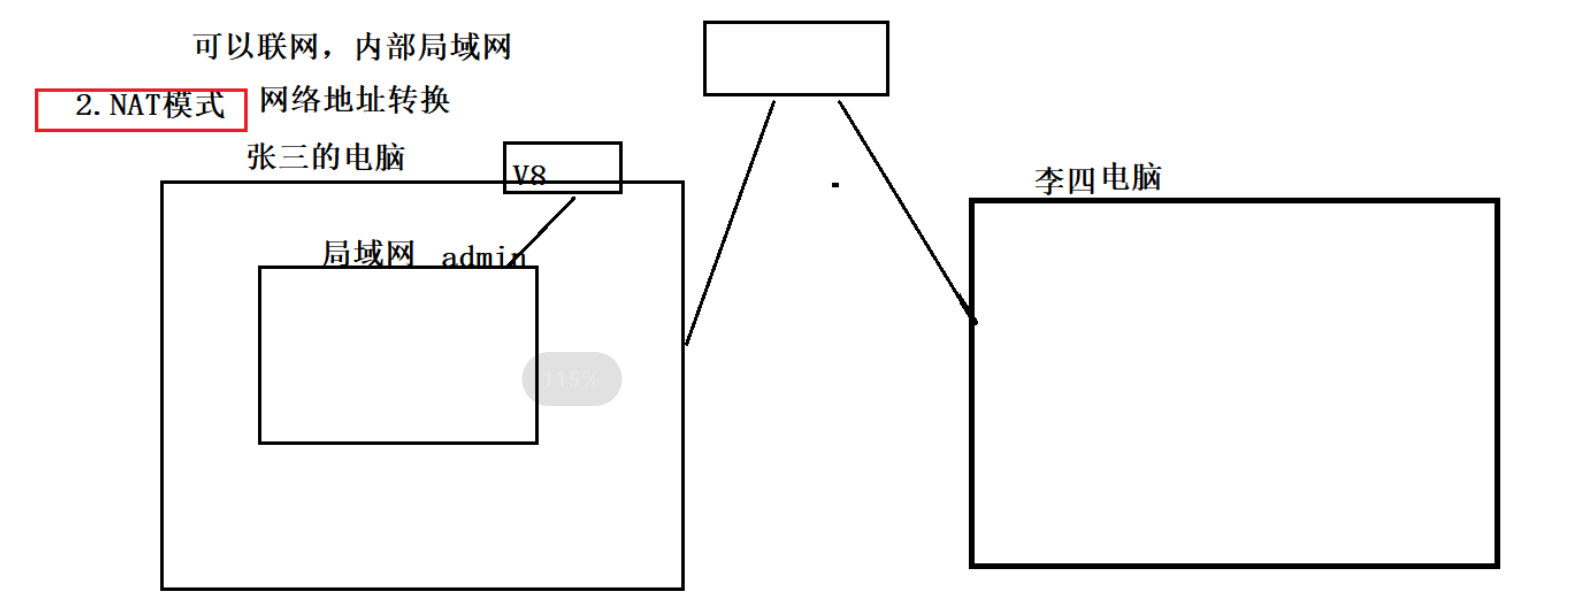 可以联网，内部局域网
2.NAT模式 网络地址转换
张三的电脑
V8
李四电脑
局域网 admin
115%